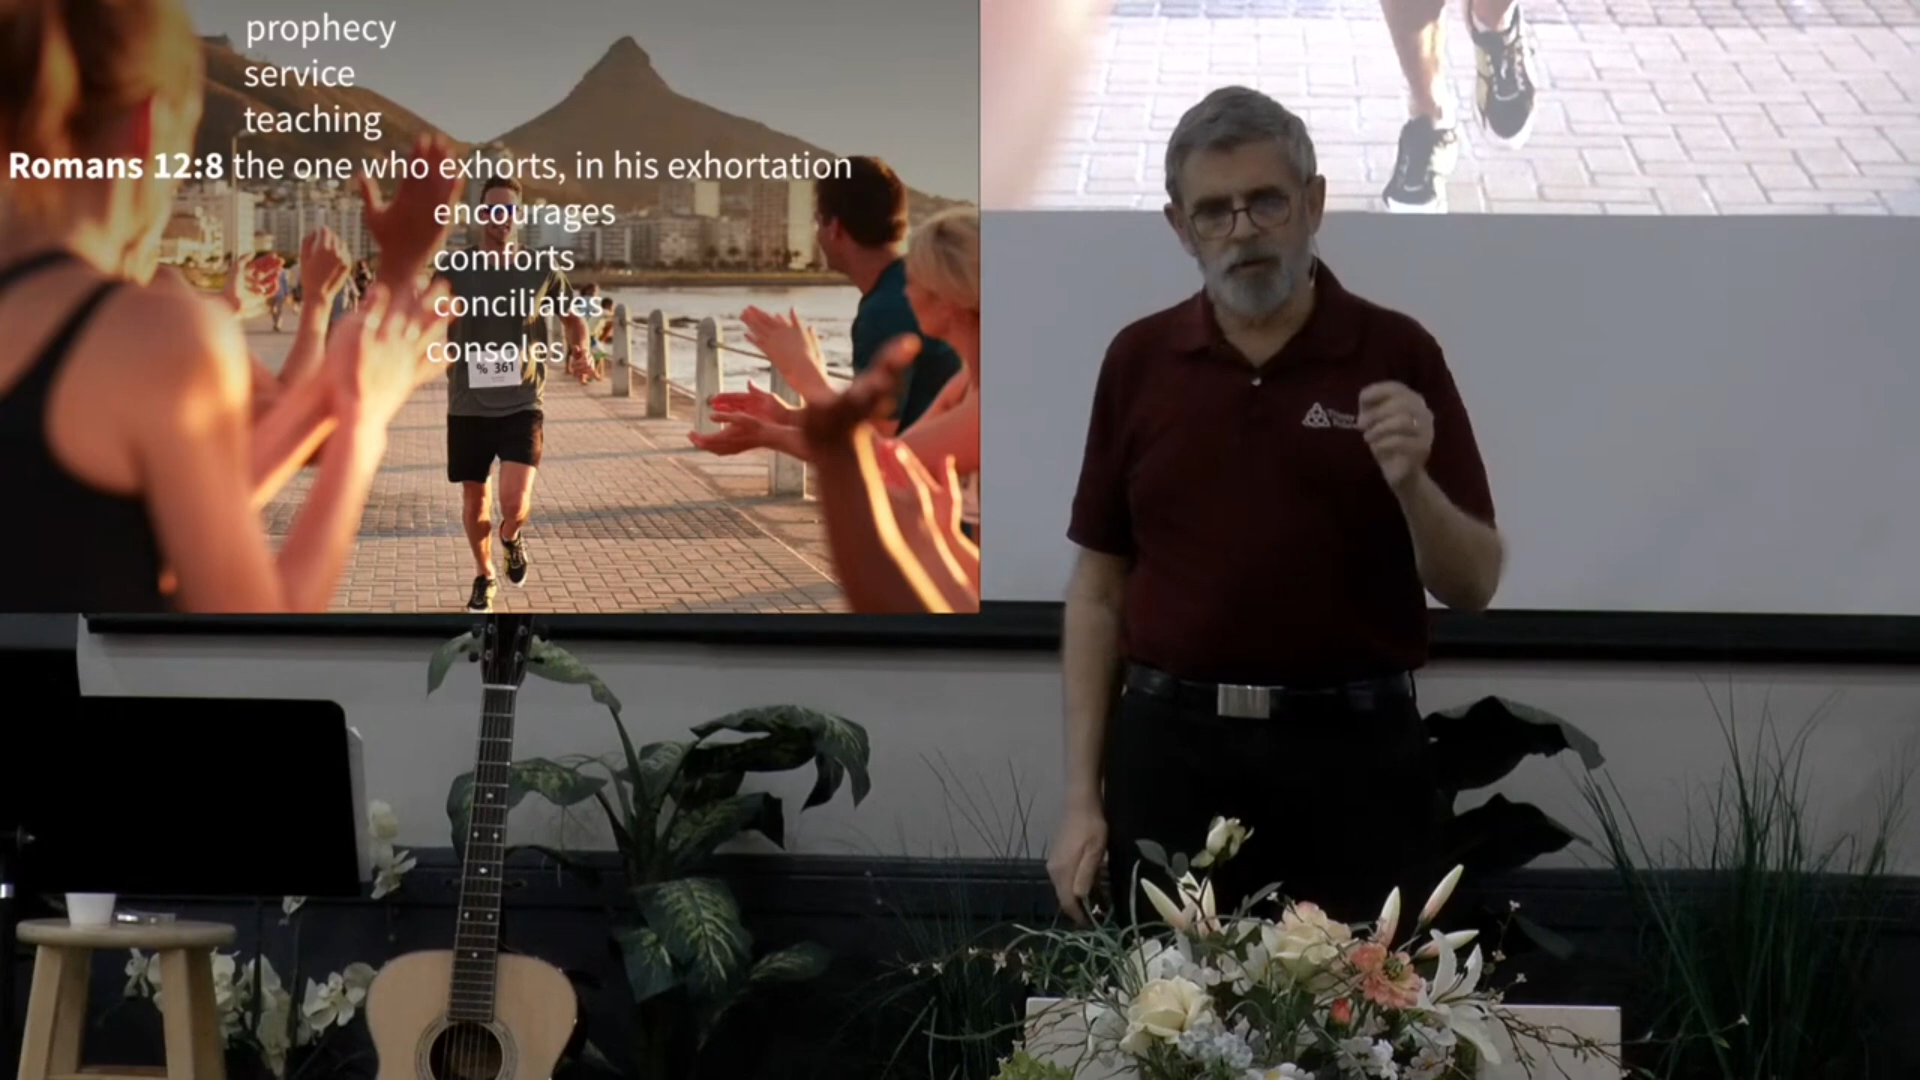 prophecy
service
teaching
Romans 12:8 the one who exhorts, in his exhortation
encourages
comforts
conciliates
consoles
% 361